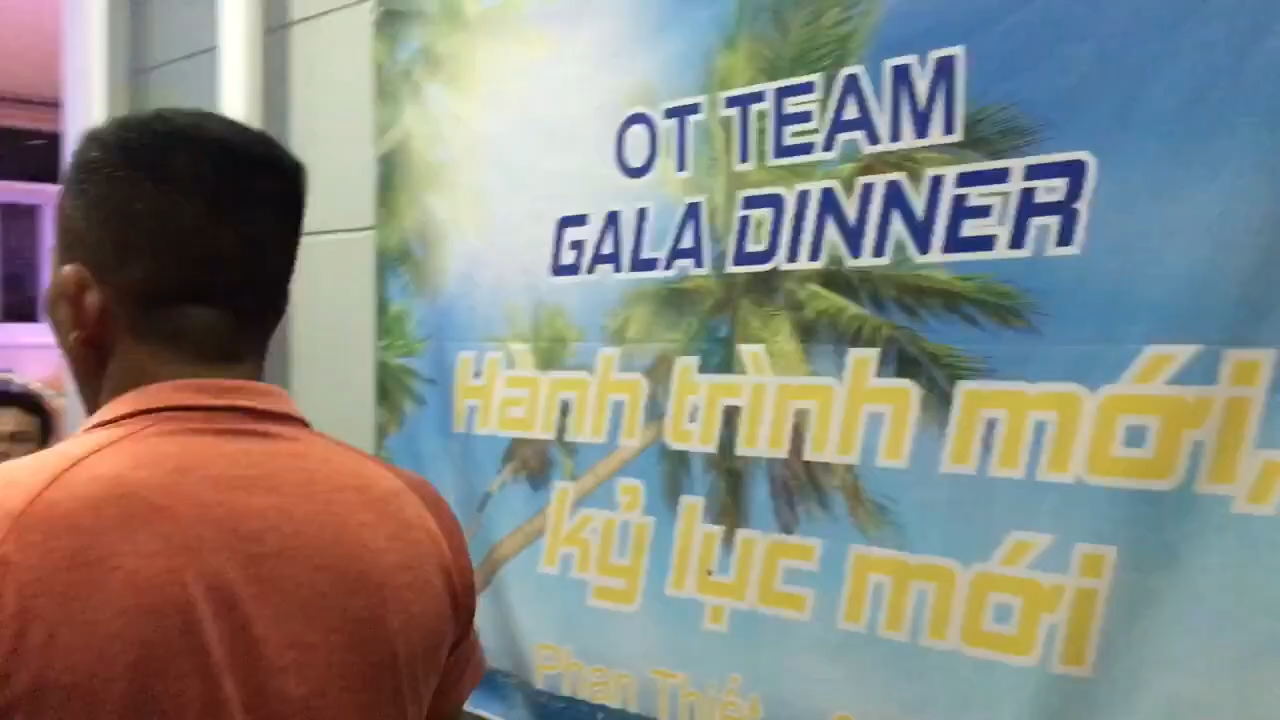 OT TEAM
GALA DINNER
Hành trình mới,
kỷ lục mới
Phan Thiết